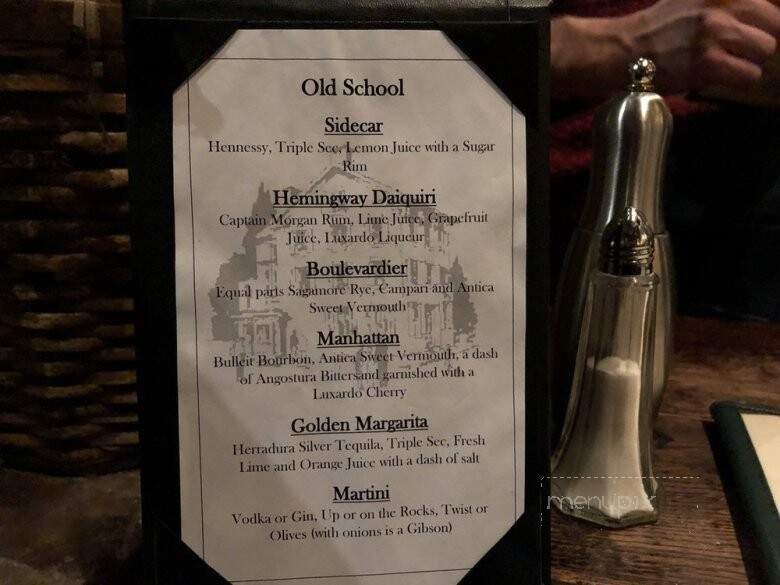 Old School
Sidecar
Hennessy, Triple Sec, Lemon Juice with a Sugar
Rim
Hemingway Daiquiri
Captain Morgan Rum, Lime Juice, Grapefruit
Juice, Luxardo Liqueur
Boulevardier
Equal parts Sagamore Rye, Campari and Antica
Sweet Vermouth
Manhattan
Bulleit Bourbon, Antica Sweet Vermouth, a dash
of Angostura Bittersand garnished with a
Luxardo Cherry
Golden Margarita
Herradura Silver Tequila, Triple Sec, Fresh
Lime and Orange Juice with a dash of salt
Martini
Vodka or Gin, Up or on the Rocks, Twist or
Olives (with onions is a Gibson)
menupix